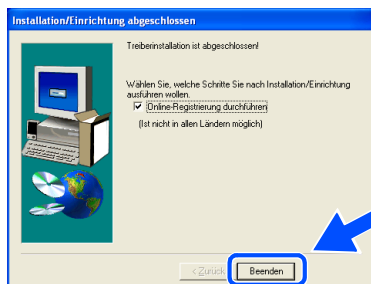 Installation/Einrichtung abgeschlossen
Treiberinstallation ist abgeschlossen!
Wählen Sie, welche Schritte Sie nach Installation/Einrichtung
ausführen wollen.
Online-Registrierung durchführen
(Ist nicht in allen Ländern möglich)
< Zurück
Beenden